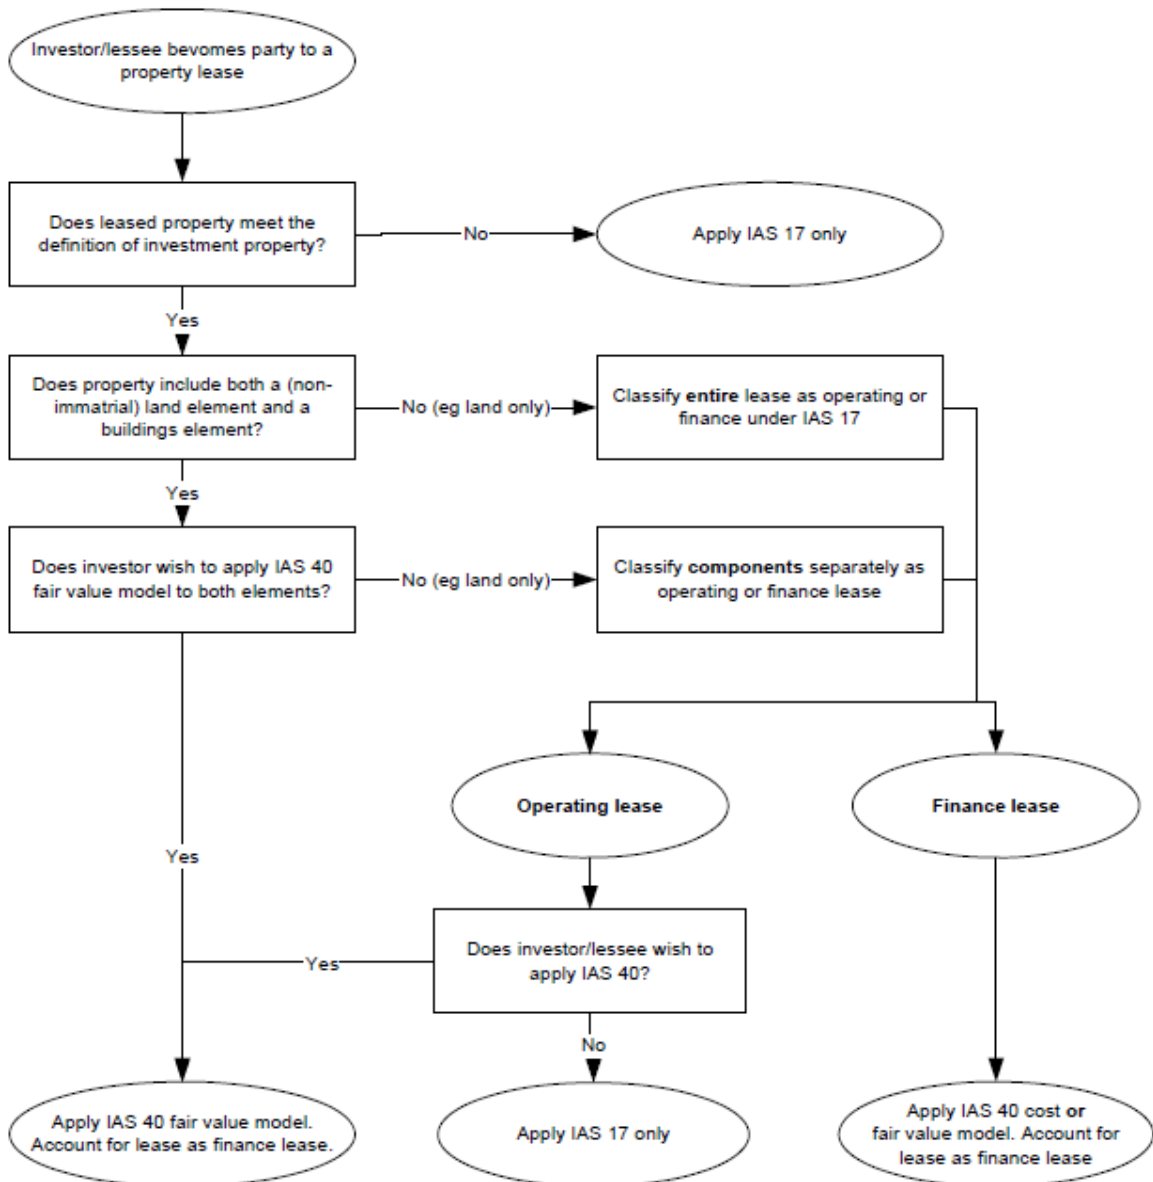 Investor/lessee bevomes party to a
property lease
Does leased property meet the
definition of investment property?
No
Apply IAS 17 only
Yes
Does property include both a (non-
immatrial) land element and a
buildings element?
No (eg land only)
Classify entire lease as operating or
finance under IAS 17
Yes
Does investor wish to apply IAS 40
fair value model to both elements?
No (eg land only)
Classify components separately as
operating or finance lease
Operating lease
Finance lease
Yes
Does investor/lessee wish to
apply IAS 40?
Yes
No
Apply IAS 40 fair value model.
Account for lease as finance lease.
Apply IAS 17 only
Apply IAS 40 cost or
fair value model. Account for
lease as finance lease